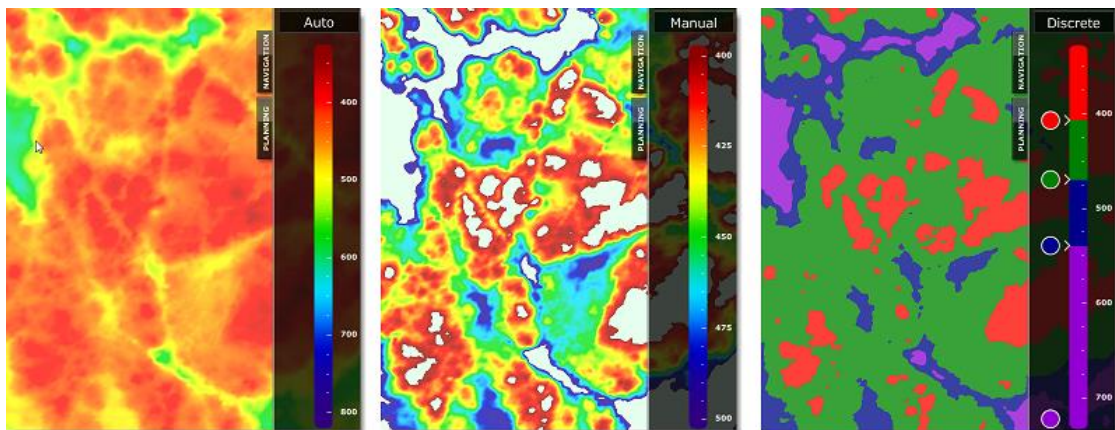 Auto
NAVIGATION
PLANNING
400
500
600
700
800
Manual
NAVIGATION
PLANNING
400
425
450
475
500
Discrete
NAVIGATION
PLANNING
400
500
600
700